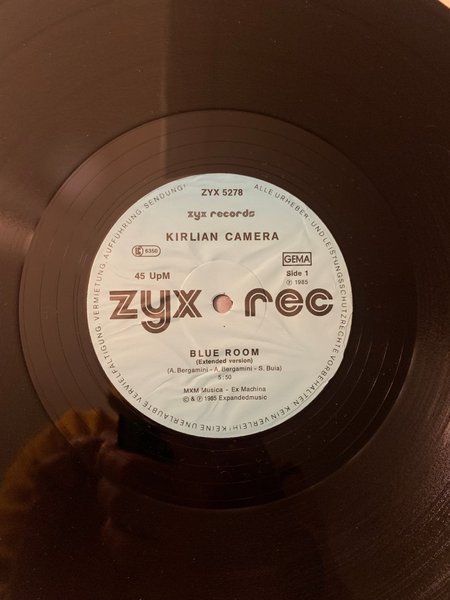 ZYX 5278
zyx records
KIRLIAN CAMERA
LC 6350
GEMA
45 UpM
Side 1
℗ 1985
zyx rec
BLUE ROOM
(Extended version)
(A. Bergamini – A. Bergamini – S. Buia)
5:50
MXM Musica – Ex Machina
© & ℗ 1985 Expandedmusic
ALLE URHEBER- UND LEISTUNGSSCHUTZRECHTE VORBEHALTEN. KEIN VERLEIH! KEINE UNERLAUBTE VERVIELFÄLTIGUNG, VERMIETUNG, AUFFÜHRUNG, SENDUNG!